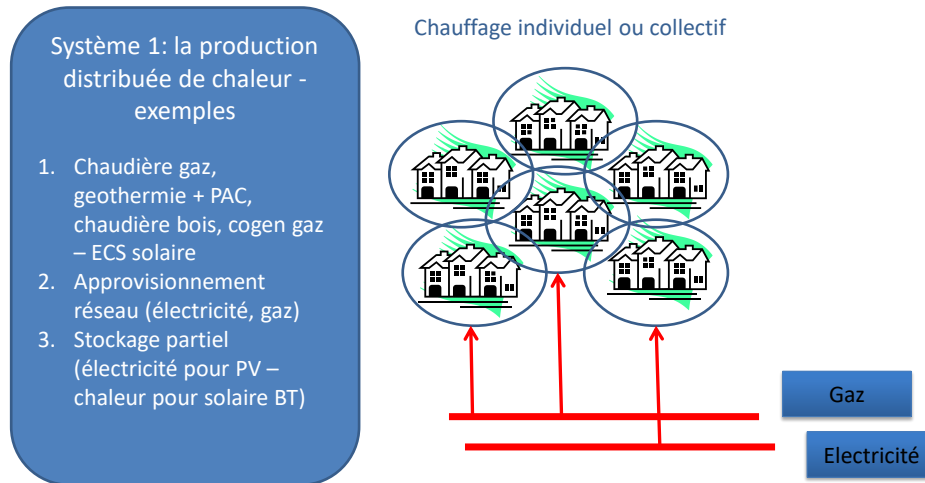 Système 1: la production
distribuée de chaleur -
exemples
1. Chaudière gaz,
geothermie + PAC,
chaudière bois, cogen gaz
– ECS solaire
2. Approvisionnement
réseau (électricité, gaz)
3. Stockage partiel
(électricité pour PV –
chaleur pour solaire BT)
Chauffage individuel ou collectif
Gaz
Electricité